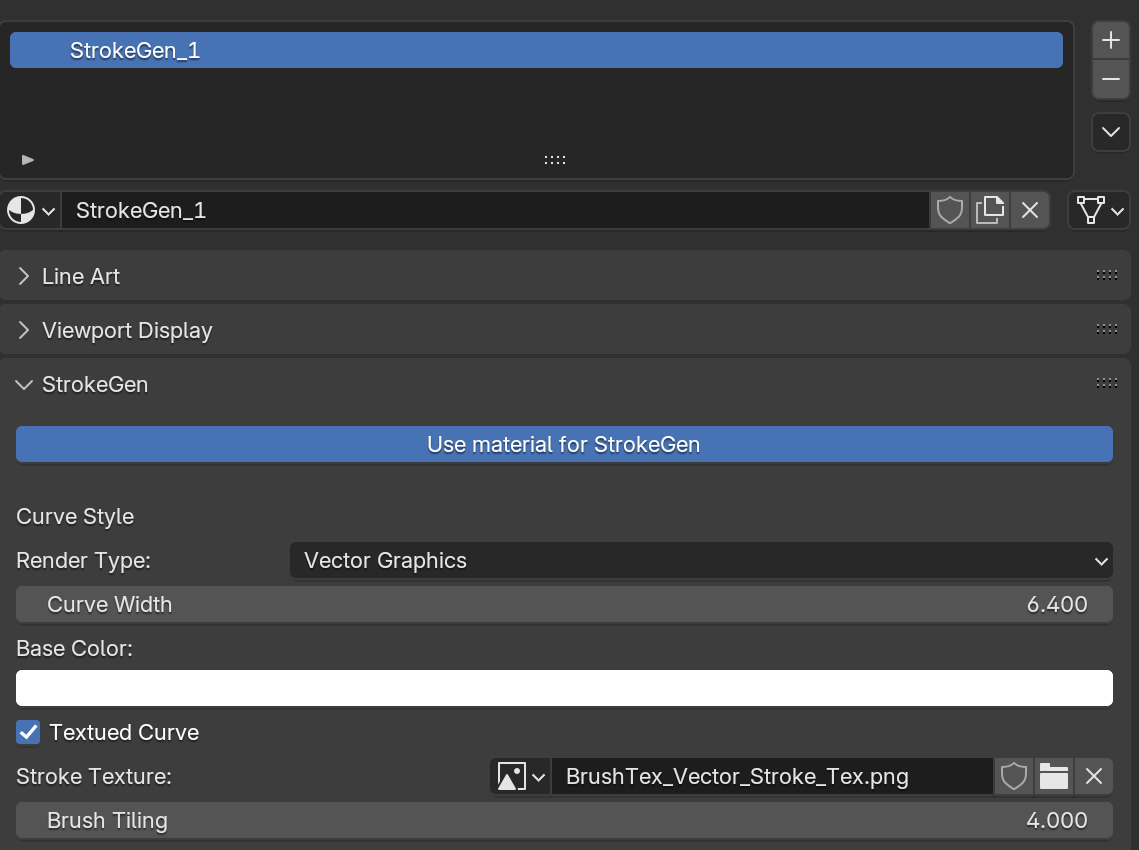 StrokeGen_1
StrokeGen_1
Line Art
Viewport Display
StrokeGen
Use material for StrokeGen
Curve Style
Render Type: Vector Graphics
Curve Width 6.400
Base Color:
Textued Curve
Stroke Texture: BrushTex_Vector_Stroke_Tex.png
Brush Tiling 4.000